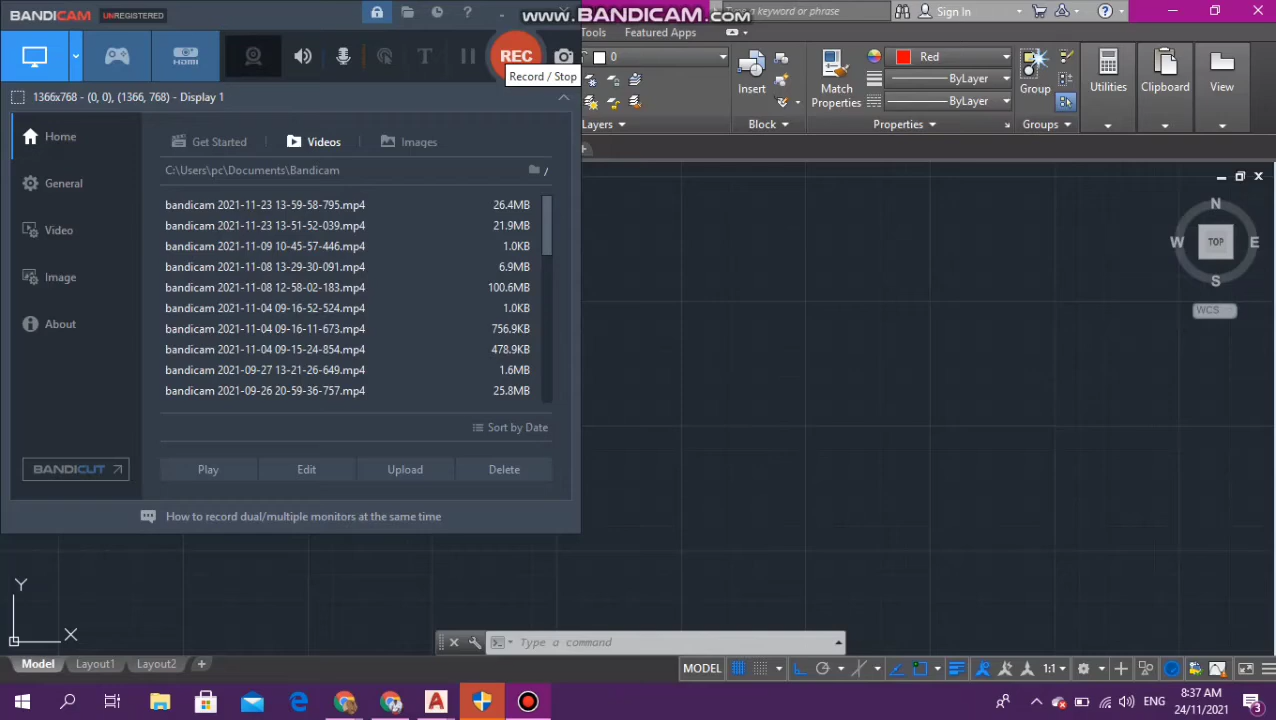 BANDICAM UNREGISTERED
www.BANDICAM.com
Type a keyword or phrase
Sign In
HDMI
REC
Record / Stop
1366x768 - (0, 0), (1366, 768) - Display 1
Home
General
Video
Image
About
BANDICUT
Get Started
Videos
Images
C:\Users\pc\Documents\Bandicam
bandicam 2021-11-23 13-59-58-795.mp4 26.4MB
bandicam 2021-11-23 13-51-52-039.mp4 21.9MB
bandicam 2021-11-09 10-45-57-446.mp4 1.0KB
bandicam 2021-11-08 13-29-30-091.mp4 6.9MB
bandicam 2021-11-08 12-58-02-183.mp4 100.6MB
bandicam 2021-11-04 09-16-52-524.mp4 1.0KB
bandicam 2021-11-04 09-16-11-673.mp4 756.9KB
bandicam 2021-11-04 09-15-24-854.mp4 478.9KB
bandicam 2021-09-27 13-21-26-649.mp4 1.6MB
bandicam 2021-09-26 20-59-36-757.mp4 25.8MB
Sort by Date
Play Edit Upload Delete
How to record dual/multiple monitors at the same time
Tools Featured Apps
0
Insert
Match
Properties
Red
ByLayer
ByLayer
Group
Utilities
Clipboard
View
Layers Block Properties Groups
N
W TOP E
S
WCS
Y
X
Type a command
Model Layout1 Layout2
MODEL
1:1
ENG
8:37 AM
24/11/2021
3